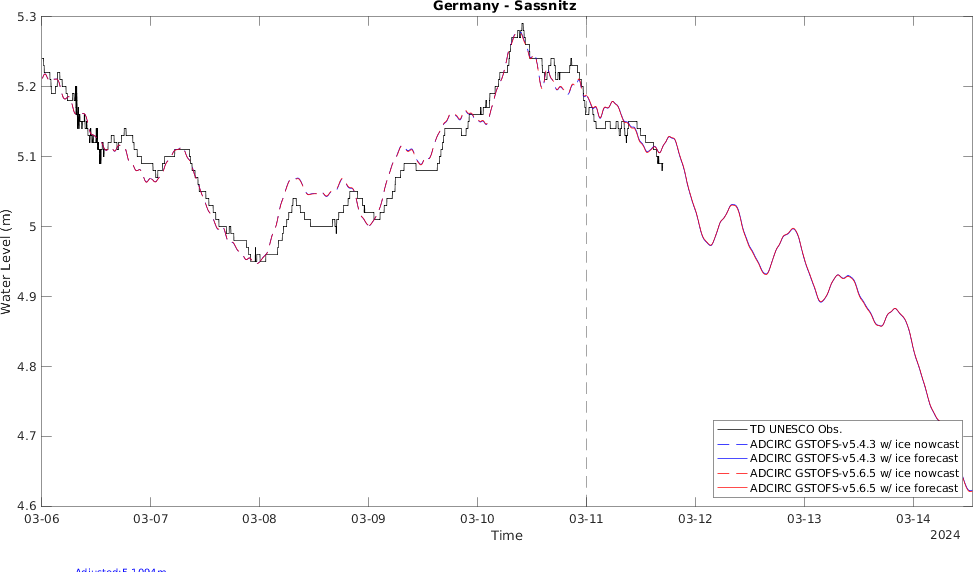 Germany - Sassnitz
5.3
5.2
5.1
5
4.9
4.8
4.7
4.6
Water Level (m)
03-06 03-07 03-08 03-09 03-10 03-11 03-12 03-13 03-14
Time
2024
TD UNESCO Obs.
ADCIRC GSTOFS-v5.4.3 w/ ice nowcast
ADCIRC GSTOFS-v5.4.3 w/ ice forecast
ADCIRC GSTOFS-v5.6.5 w/ ice nowcast
ADCIRC GSTOFS-v5.6.5 w/ ice forecast
Adjusted:5.1094m